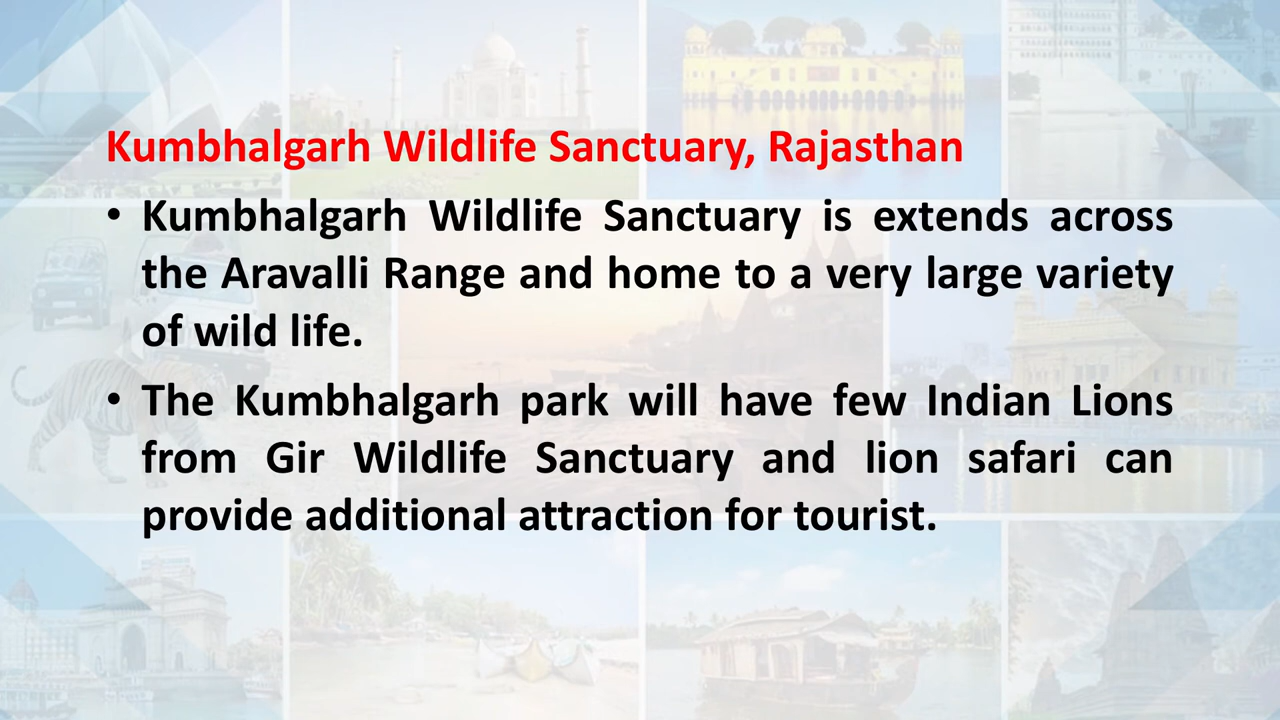 Kumbhalgarh Wildlife Sanctuary, Rajasthan
• Kumbhalgarh Wildlife Sanctuary is extends across
the Aravalli Range and home to a very large variety
of wild life.
• The Kumbhalgarh park will have few Indian Lions
from Gir Wildlife Sanctuary and lion safari can
provide additional attraction for tourist.